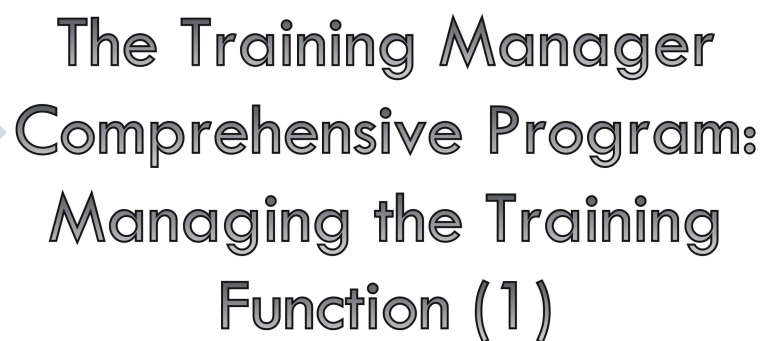 The Training Manager
Comprehensive Program:
Managing the Training
Function (1)